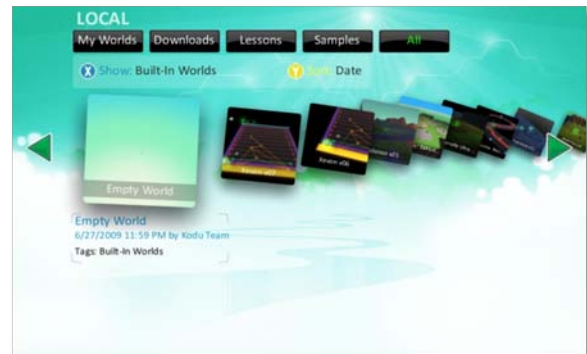 LOCAL
My Worlds Downloads Lessons Samples All
X Show: Built-In Worlds Y Sort: Date
Empty World
Empty World
6/27/2009 11:59 PM by Kodu Team
Tags: Built-In Worlds